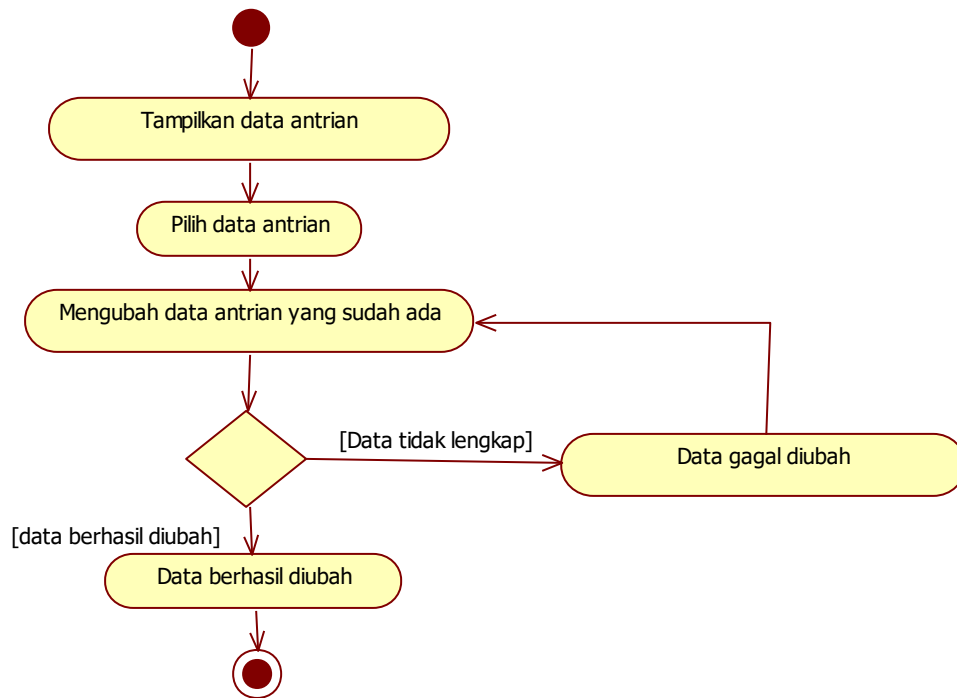 Tampilkan data antrian
Pilih data antrian
Mengubah data antrian yang sudah ada
[Data tidak lengkap]
Data gagal diubah
[data berhasil diubah]
Data berhasil diubah